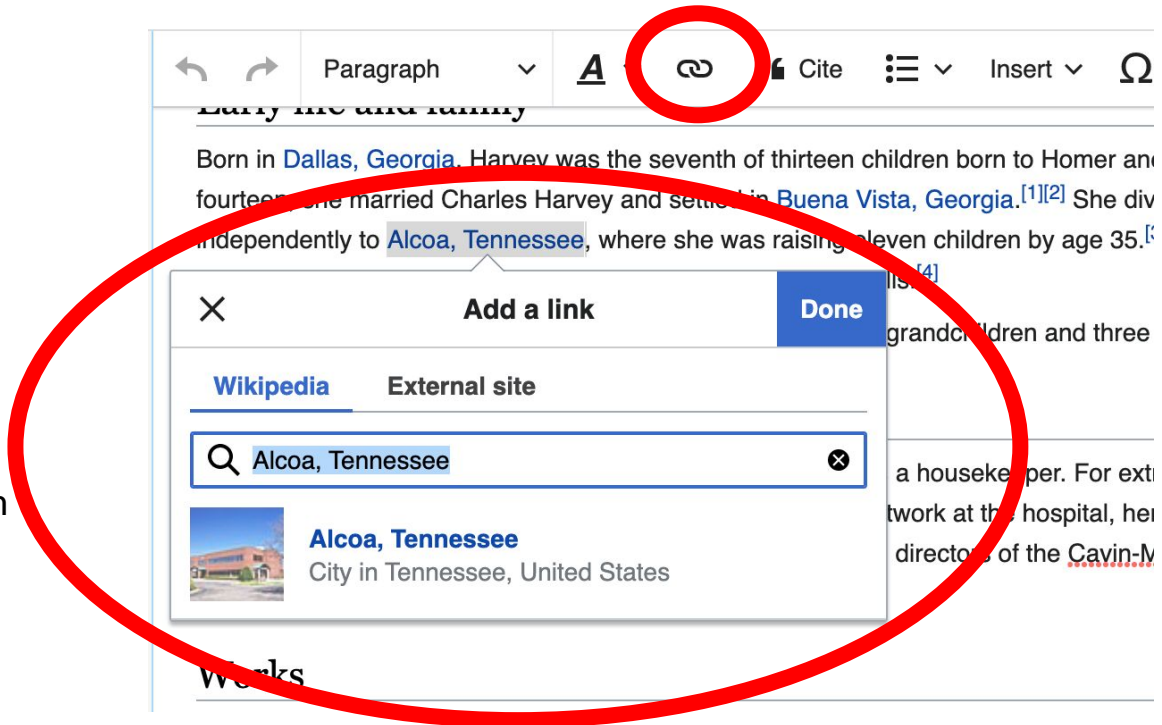 Paragraph A Cite Insert Ω
Early life and family
Born in Dallas, Georgia, Harvey was the seventh of thirteen children born to Homer and
fourteen, she married Charles Harvey and settled in Buena Vista, Georgia.[1][2] She div
independently to Alcoa, Tennessee, where she was raising eleven children by age 35.[3
lls.[4]
Add a link Done
grandchildren and three
Wikipedia External site
Alcoa, Tennessee
a housekeeper. For extr
n
twork at the hospital, her
Alcoa, Tennessee
directors of the Cavin-M
City in Tennessee, United States
Works